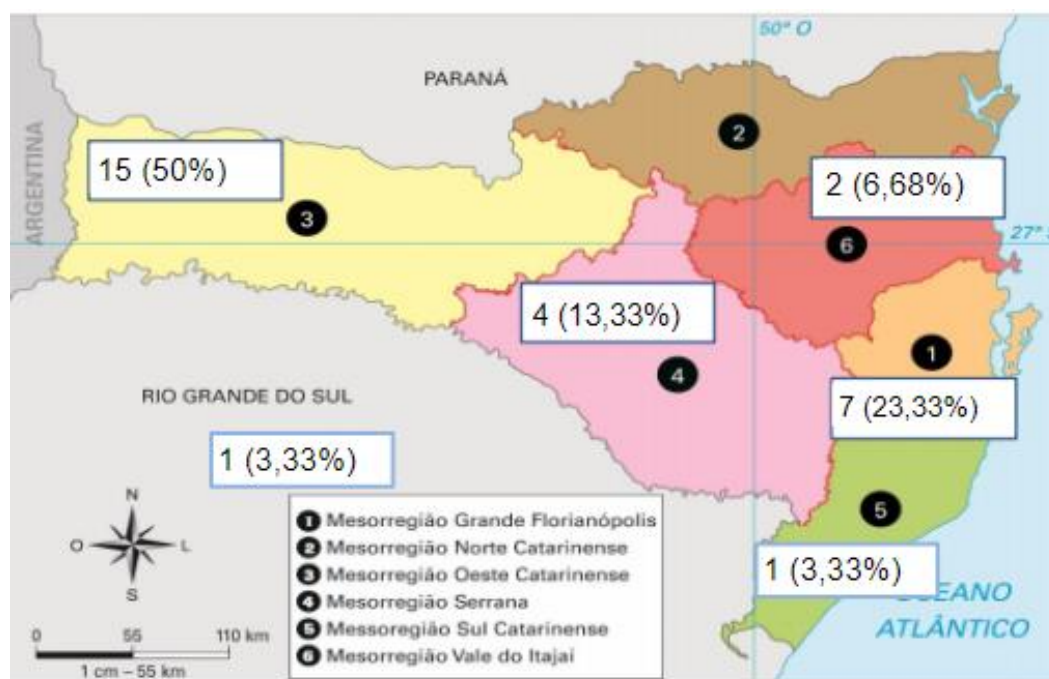 50° O
PARANÁ
ARGENTINA
2
15 (50%)
2 (6,68%)
3
27° S
6
4 (13,33%)
1
4
RIO GRANDE DO SUL
7 (23,33%)
1 (3,33%)
N
O L
S
5
1 (3,33%)
OCEANO
ATLÂNTICO
1 Mesorregião Grande Florianópolis
2 Mesorregião Norte Catarinense
3 Mesorregião Oeste Catarinense
4 Mesorregião Serrana
5 Messoregião Sul Catarinense
6 Mesorregião Vale do Itajaí
0 55 110 km
1 cm – 55 km